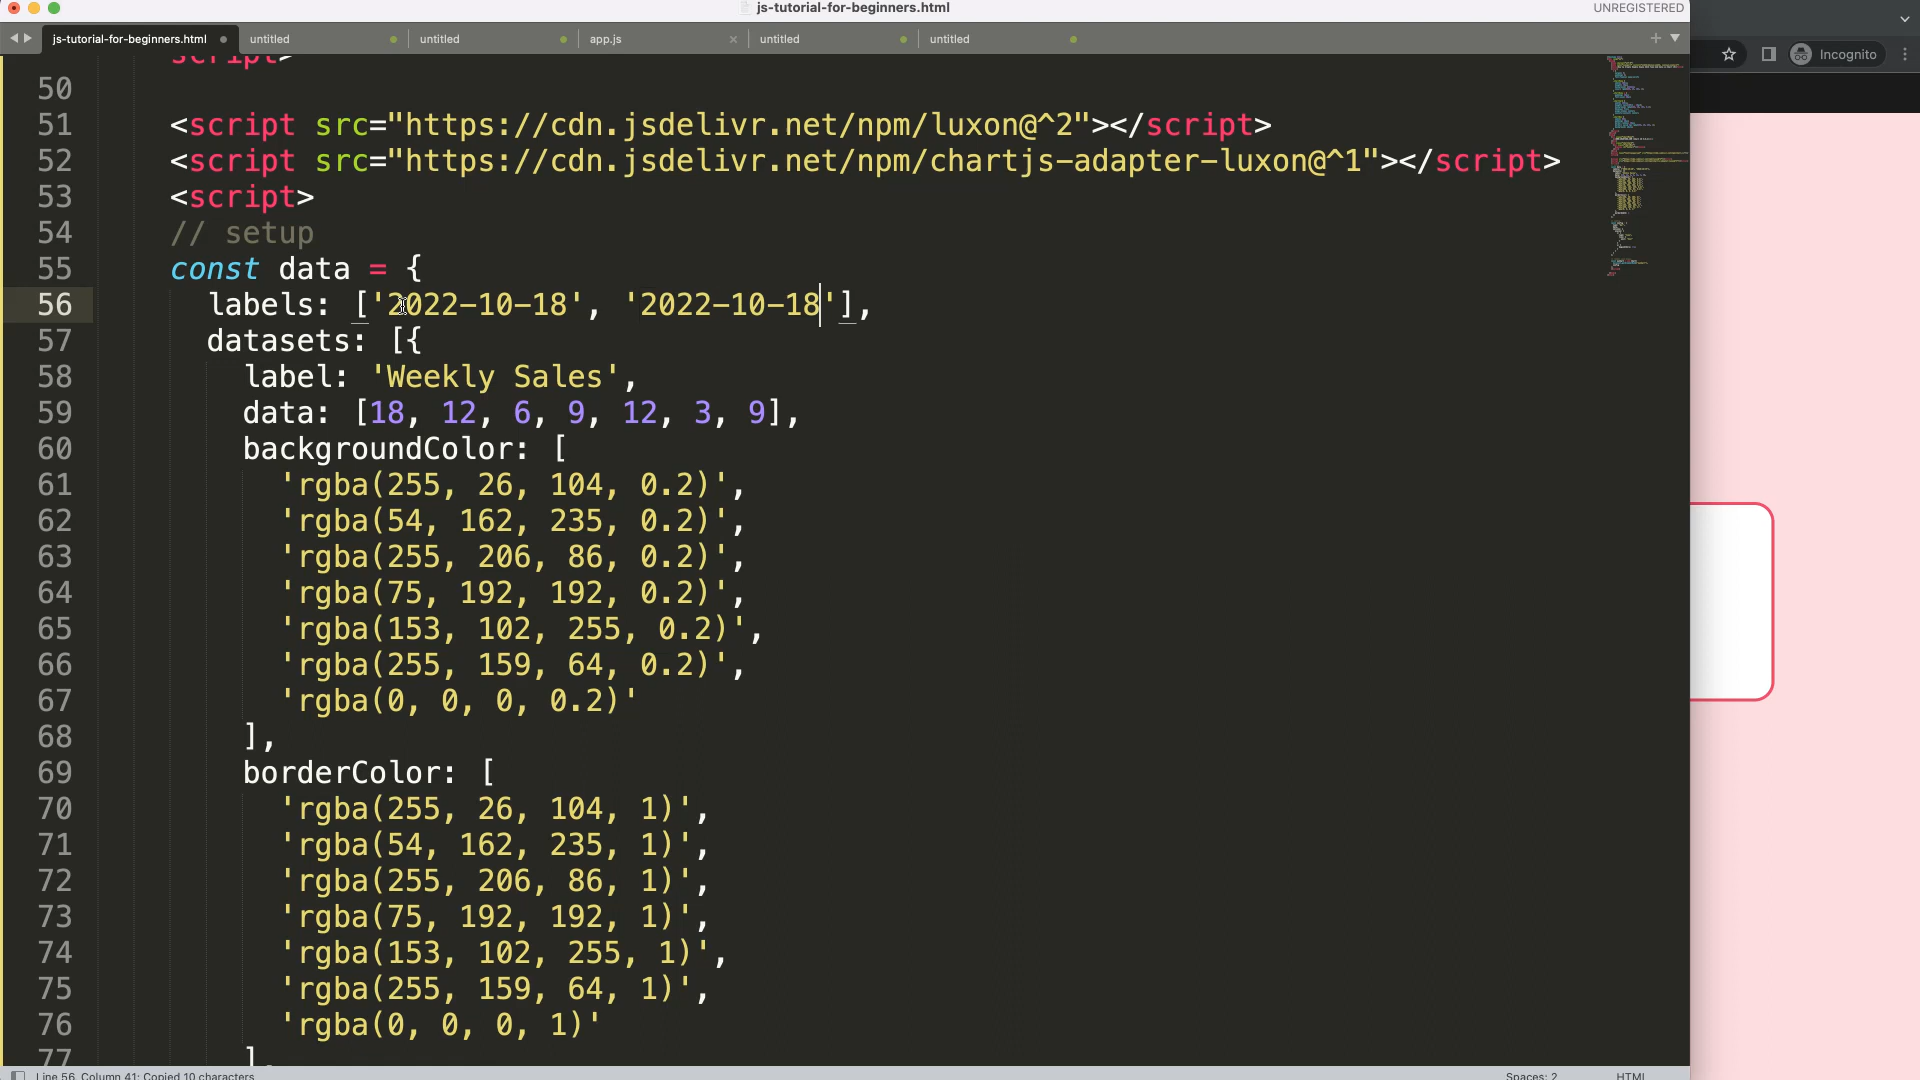 js-tutorial-for-beginners.html
UNREGISTERED
js-tutorial-for-beginners.html untitled untitled app.js untitled untitled
Incognito
script>
50
51 <script src="https://cdn.jsdelivr.net/npm/luxon@^2"></script>
52 <script src="https://cdn.jsdelivr.net/npm/chartjs-adapter-luxon@^1"></script>
53 <script>
54 // setup
55 const data = {
56 labels: ['2022-10-18', '2022-10-18'],
57 datasets: [{
58 label: 'Weekly Sales',
59 data: [18, 12, 6, 9, 12, 3, 9],
60 backgroundColor: [
61 'rgba(255, 26, 104, 0.2)',
62 'rgba(54, 162, 235, 0.2)',
63 'rgba(255, 206, 86, 0.2)',
64 'rgba(75, 192, 192, 0.2)',
65 'rgba(153, 102, 255, 0.2)',
66 'rgba(255, 159, 64, 0.2)',
67 'rgba(0, 0, 0, 0.2)'
68 ],
69 borderColor: [
70 'rgba(255, 26, 104, 1)',
71 'rgba(54, 162, 235, 1)',
72 'rgba(255, 206, 86, 1)',
73 'rgba(75, 192, 192, 1)',
74 'rgba(153, 102, 255, 1)',
75 'rgba(255, 159, 64, 1)',
76 'rgba(0, 0, 0, 1)'
77 ],
Line 56, Column 41; Copied 10 characters
Spaces: 2 HTML